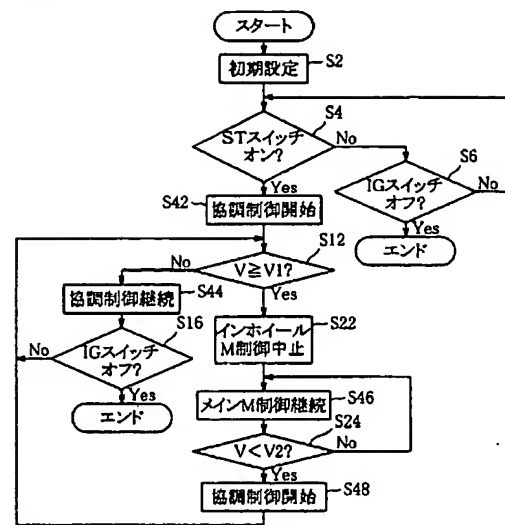 スタート
初期設定
S2
S4
STスイッチ
オン?
No
Yes
S6
IGスイッチ
オフ?
No
Yes
エンド
S42
協調制御開始
S12
V≧V1?
No
Yes
S44
協調制御継続
S16
IGスイッチ
オフ?
No
Yes
エンド
S22
インホイール
M制御中止
メインM制御継続
S46
S24
V<V2?
No
Yes
協調制御開始
S48